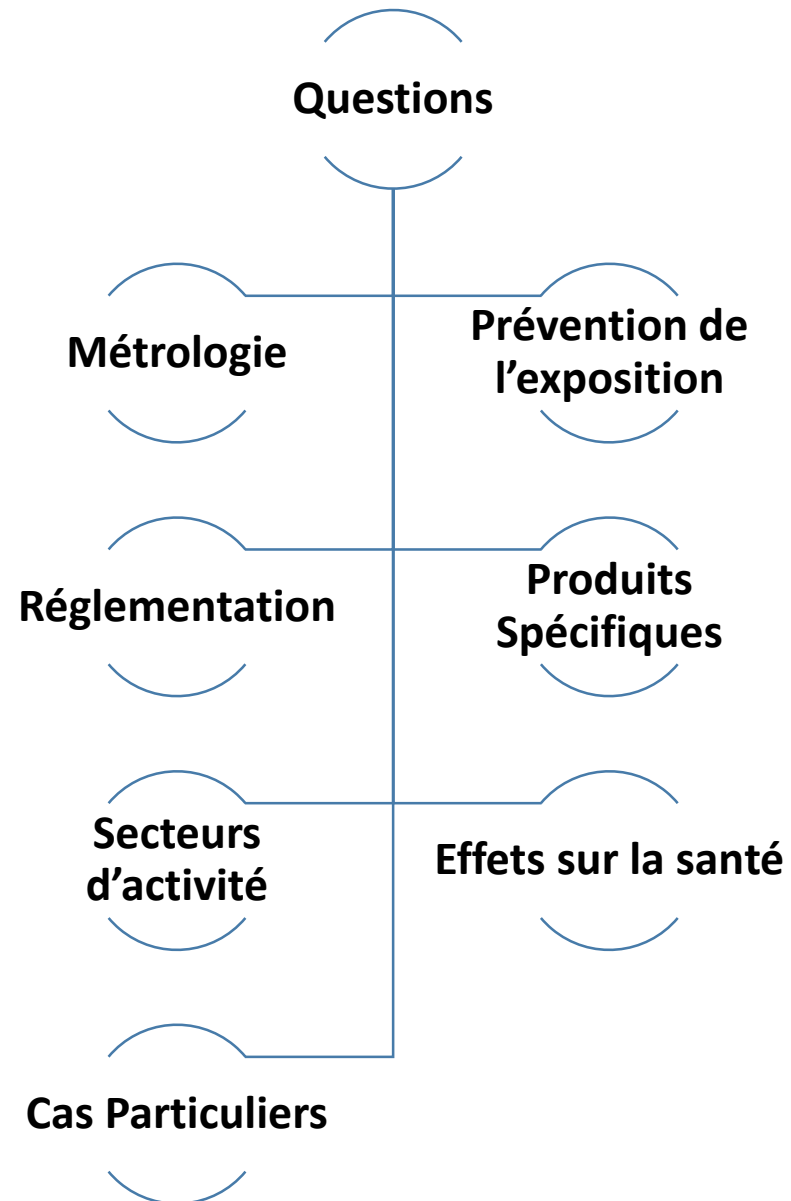 Questions
Métrologie
Prévention de
l’exposition
Réglementation
Produits
Spécifiques
Secteurs
d’activité
Effets sur la santé
Cas Particuliers